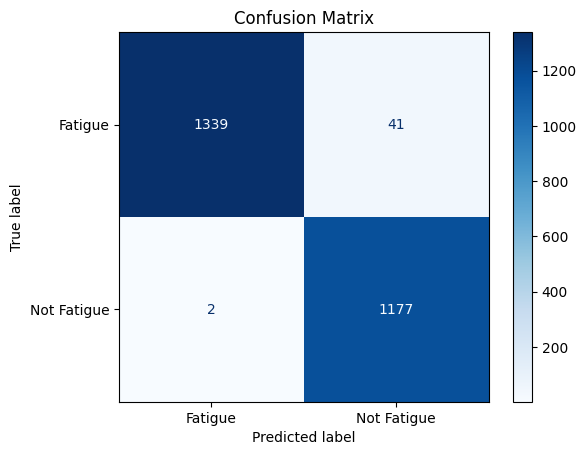 Confusion Matrix
True label
Fatigue
Not Fatigue
1339
41
2
1177
Fatigue
Not Fatigue
Predicted label
1200
1000
800
600
400
200